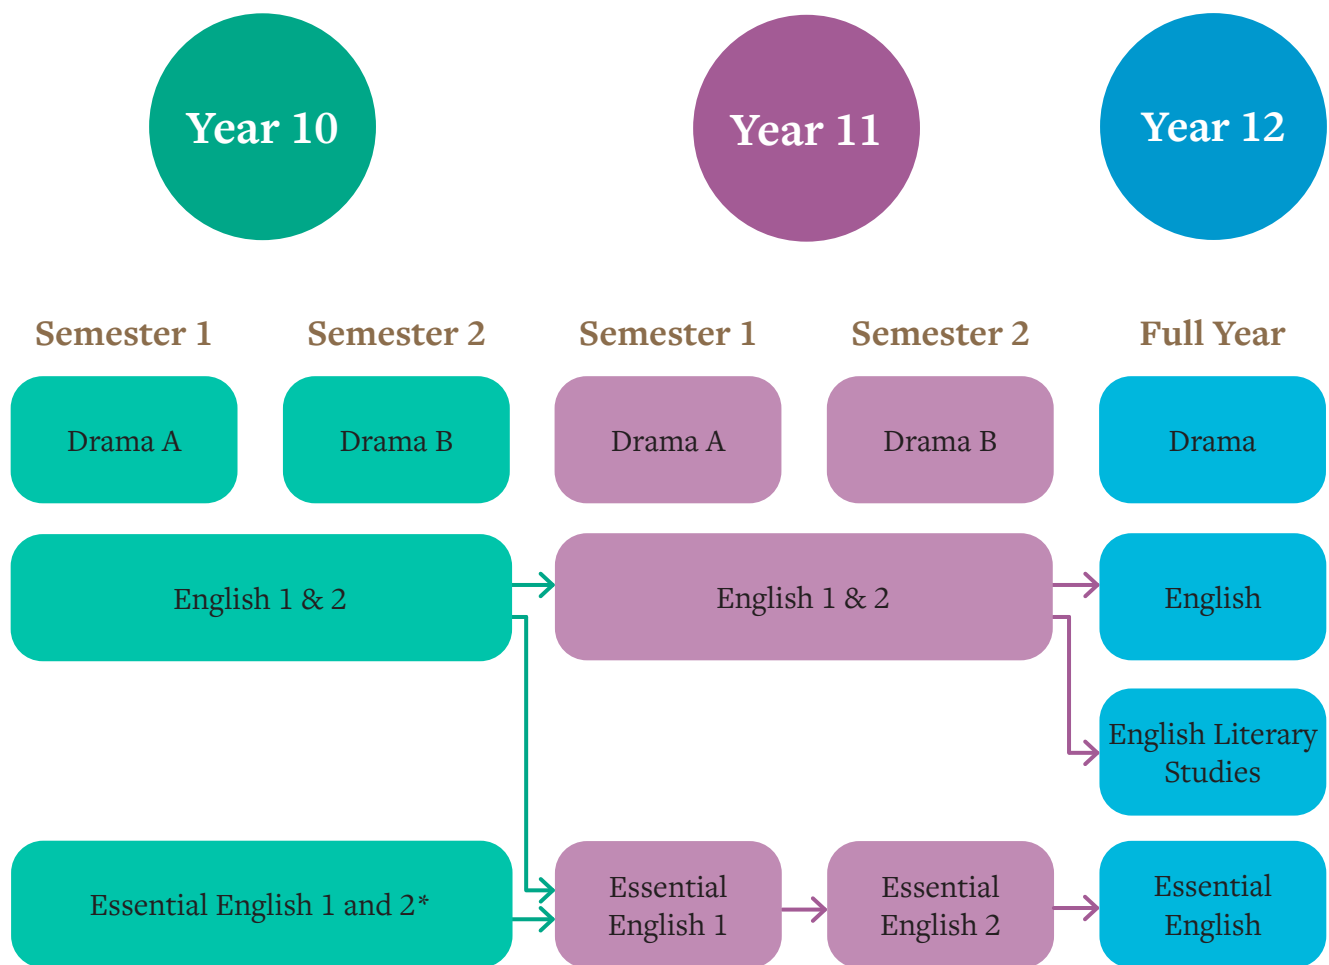 Year 10
Year 11
Year 12
Semester 1
Semester 2
Semester 1
Semester 2
Full Year
Drama A
Drama B
Drama A
Drama B
Drama
English 1 & 2
English 1 & 2
English
English Literary
Studies
Essential English 1 and 2*
Essential
English 1
Essential
English 2
Essential
English